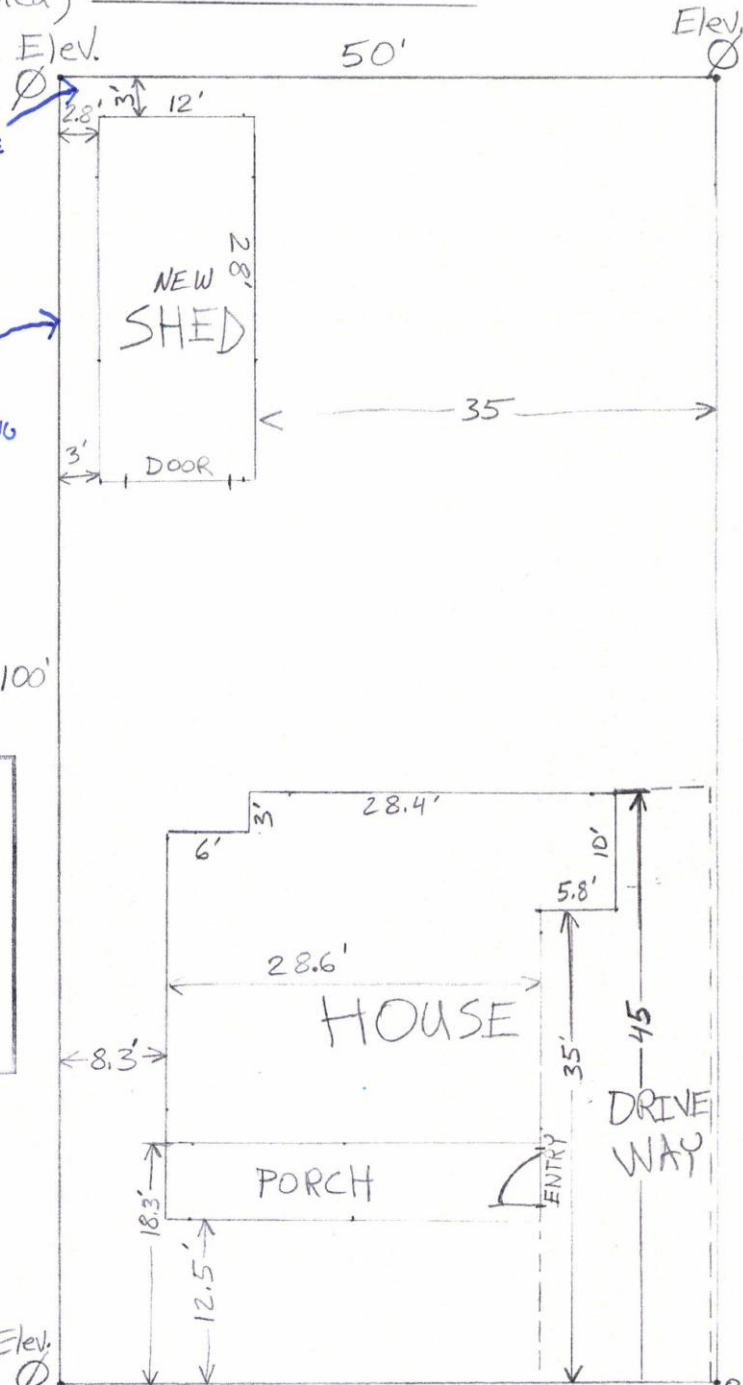 Elev.
50'
Elev.
Ø
Ø
2.8'
3'
12'
28'
NEW
SHED
35
3'
DOOR
100'
28.4'
3'
6'
10'
5.8'
28.6'
HOUSE
8.3'
35'
45
DRIVE
WAY
PORCH
ENTRY
18.3'
12.5'
Elev.
Ø